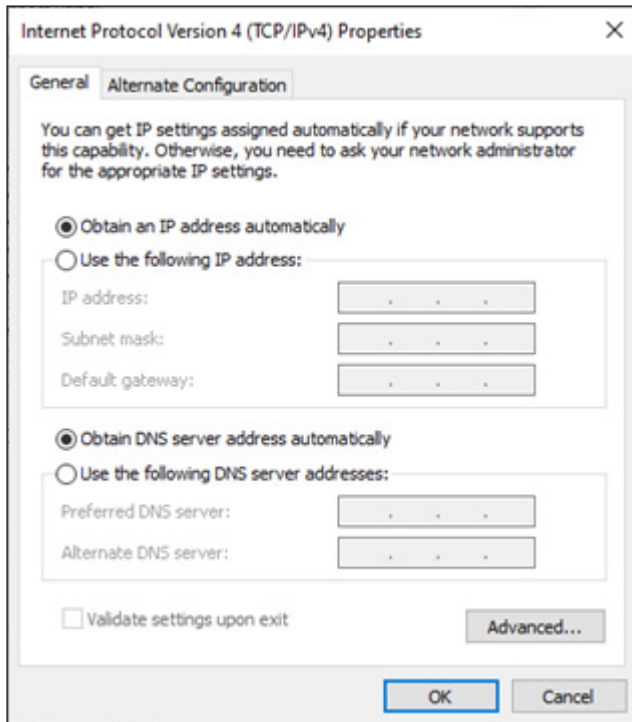 Internet Protocol Version 4 (TCP/IPv4) Properties
General
Alternate Configuration
You can get IP settings assigned automatically if your network supports
this capability. Otherwise, you need to ask your network administrator
for the appropriate IP settings.
Obtain an IP address automatically
Use the following IP address:
IP address:
Subnet mask:
Default gateway:
Obtain DNS server address automatically
Use the following DNS server addresses:
Preferred DNS server:
Alternate DNS server:
Validate settings upon exit
Advanced...
OK
Cancel